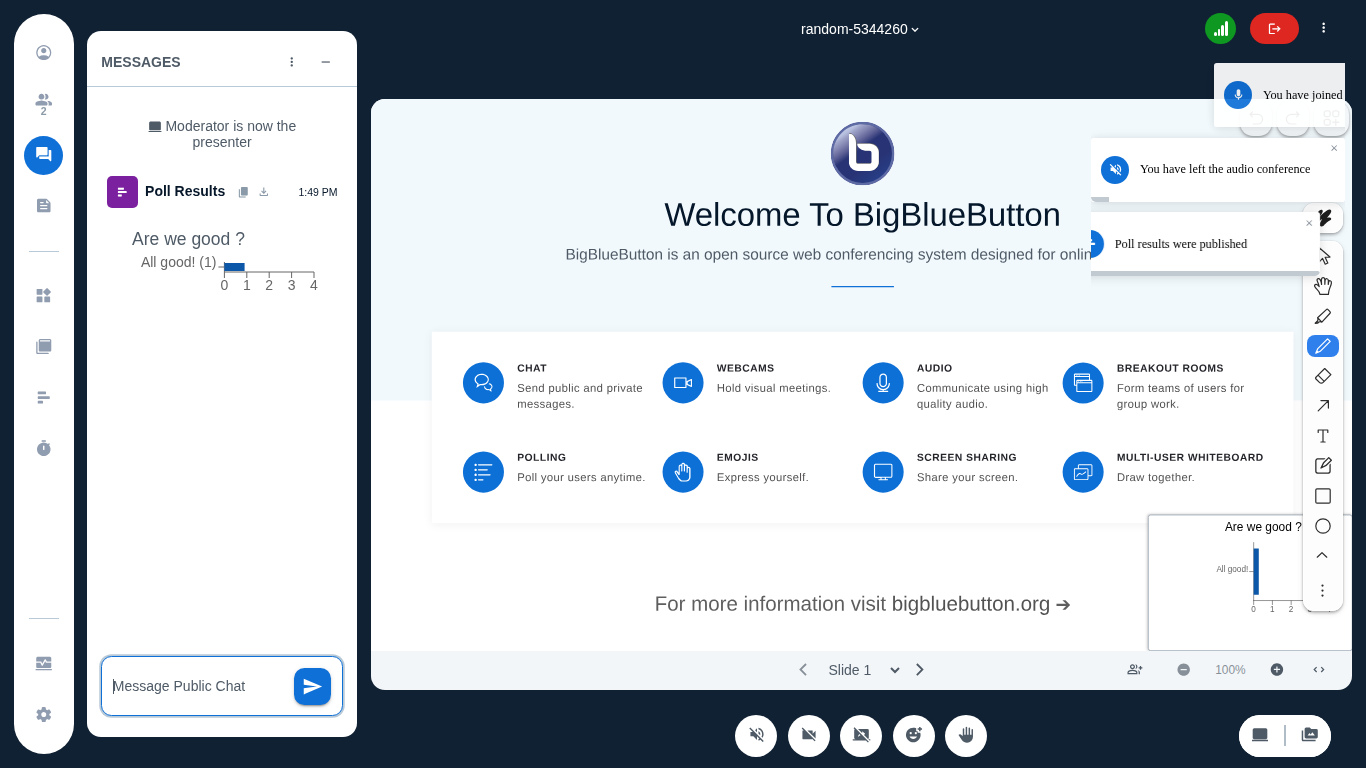 random-5344260
2
MESSAGES
Moderator is now the
presenter
Poll Results
1:49 PM
Are we good ?
All good! (1)
0 1 2 3 4
Message Public Chat
You have joined
You have left the audio conference
Poll results were published
Welcome To BigBlueButton
BigBlueButton is an open source web conferencing system designed for onlin
CHAT
Send public and private
messages.
WEBCAMS
Hold visual meetings.
AUDIO
Communicate using high
quality audio.
BREAKOUT ROOMS
Form teams of users for
group work.
POLLING
Poll your users anytime.
EMOJIS
Express yourself.
SCREEN SHARING
Share your screen.
MULTI-USER WHITEBOARD
Draw together.
For more information visit bigbluebutton.org ➔
Are we good ?
All good!
0 1 2
Slide 1
100%